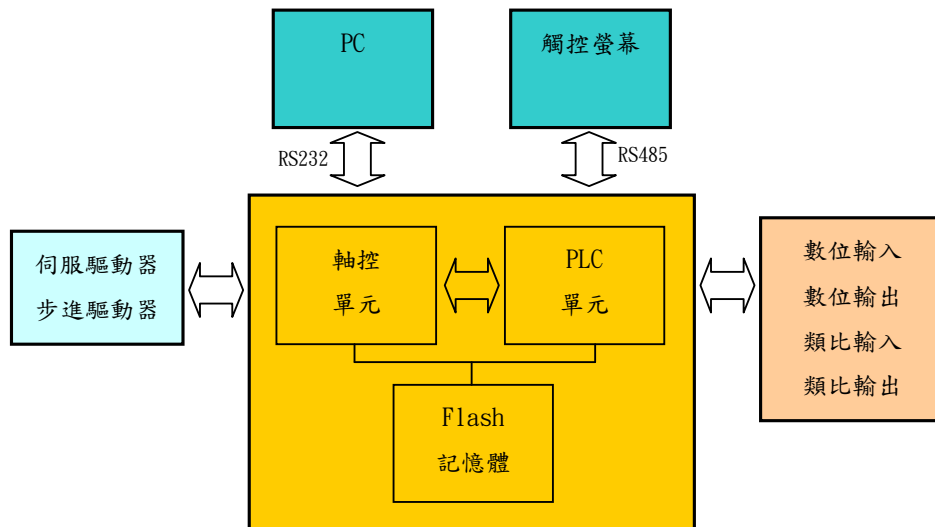 PC
觸控螢幕
RS232
RS485
伺服驅動器
步進驅動器
軸控
單元
PLC
單元
Flash
記憶體
數位輸入
數位輸出
類比輸入
類比輸出